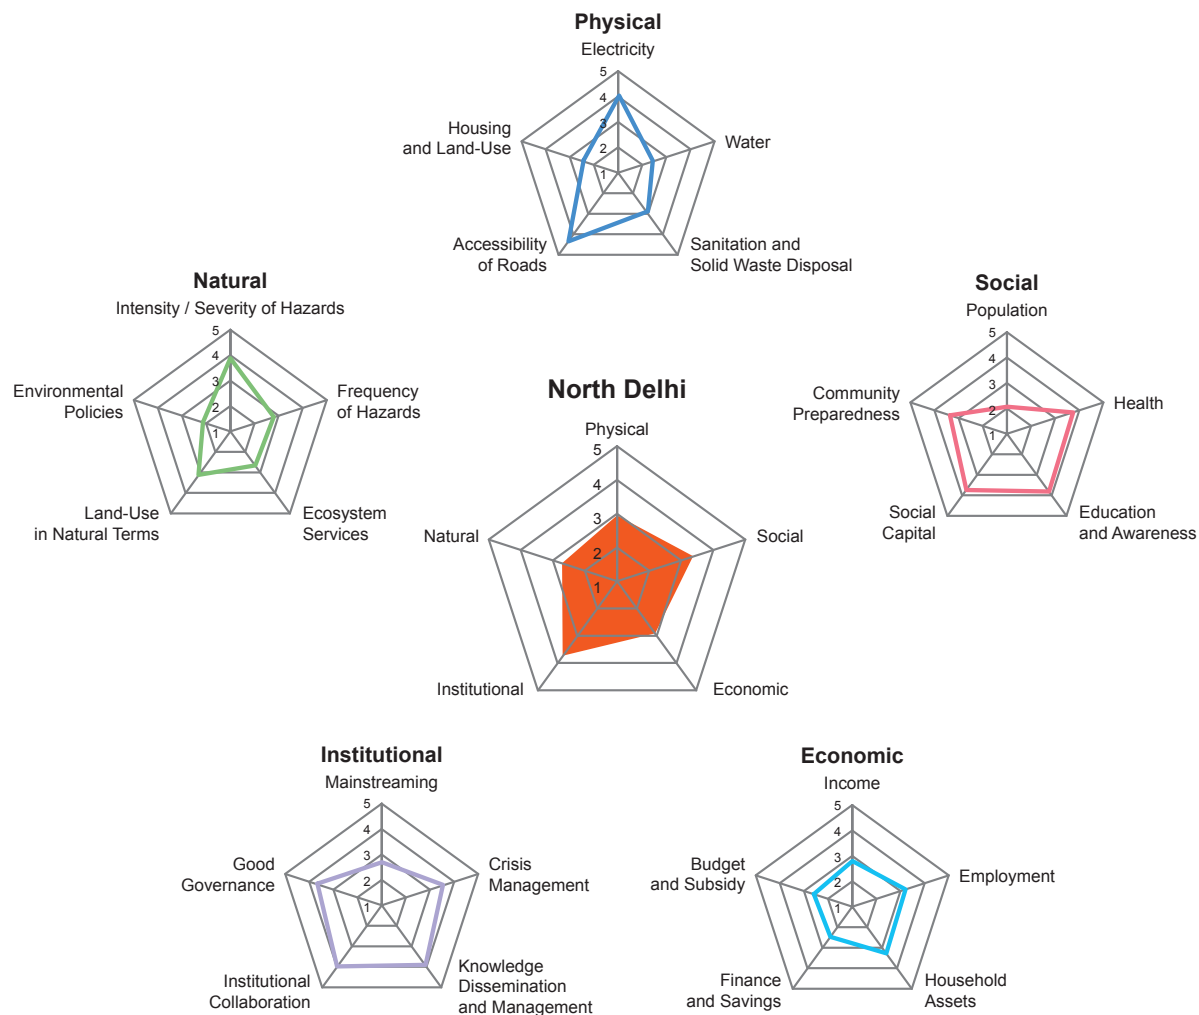 Physical
Electricity
5
4
3
2
1
Housing
and Land-Use
Water
Accessibility
of Roads
Sanitation and
Solid Waste Disposal
Natural
Intensity / Severity of Hazards
5
4
3
2
1
Environmental
Policies
Frequency
of Hazards
Land-Use
in Natural Terms
Ecosystem
Services
Social
Population
5
4
3
2
1
Community
Preparedness
Health
Social
Capital
Education
and Awareness
North Delhi
Physical
5
4
3
2
1
Natural
Social
Institutional
Economic
Institutional
Mainstreaming
5
4
3
2
1
Good
Governance
Crisis
Management
Institutional
Collaboration
Knowledge
Dissemination
and Management
Economic
Income
5
4
3
2
1
Budget
and Subsidy
Employment
Finance
and Savings
Household
Assets